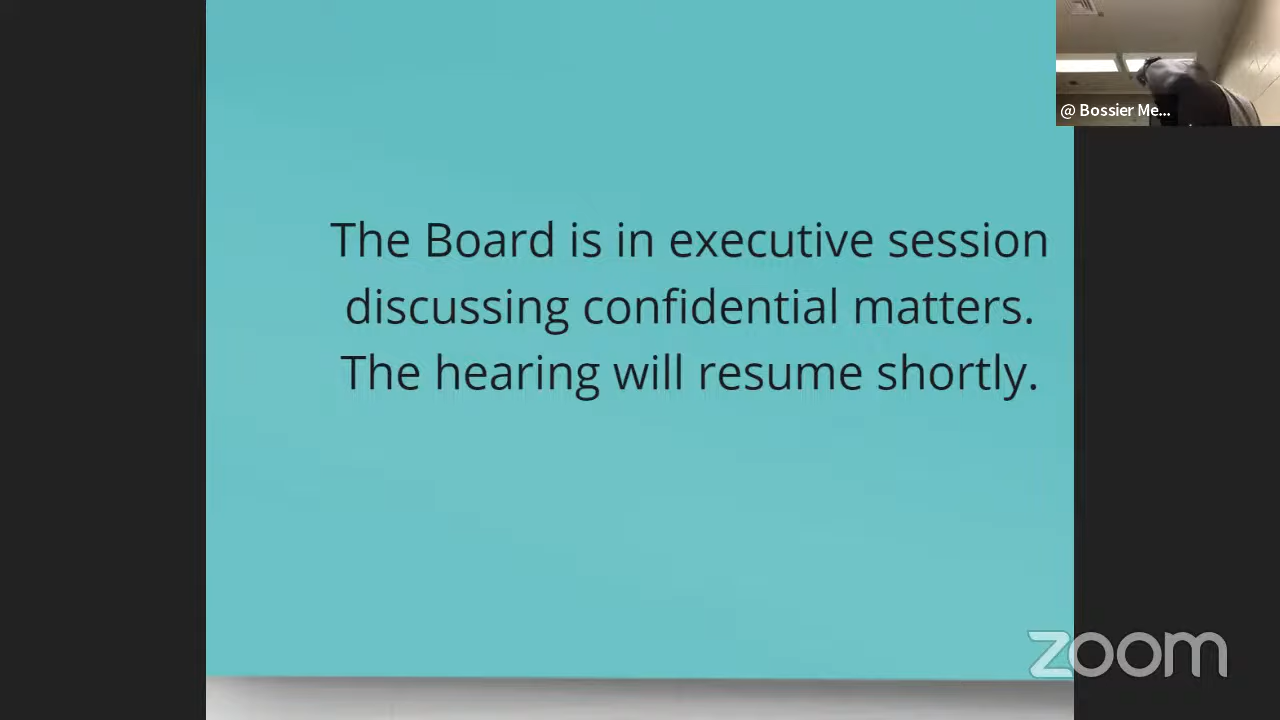 @ Bossier Me...
The Board is in executive session
discussing confidential matters.
The hearing will resume shortly.
zoom